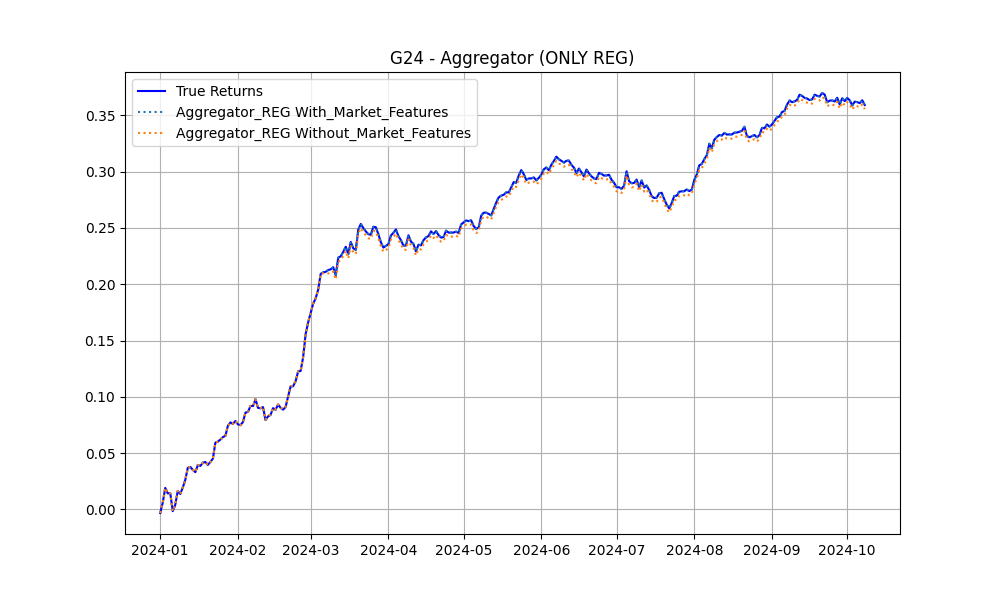 G24 - Aggregator (ONLY REG)
True Returns
Aggregator_REG With_Market_Features
Aggregator_REG Without_Market_Features
0.35
0.30
0.25
0.20
0.15
0.10
0.05
0.00
2024-01 2024-02 2024-03 2024-04 2024-05 2024-06 2024-07 2024-08 2024-09 2024-10